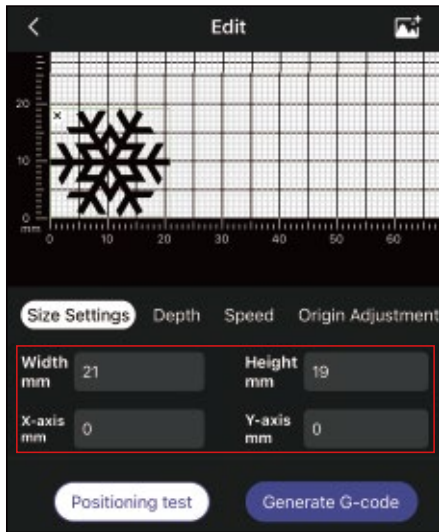 Edit
20
10
0
mm
0 10 20 30 40 50 60
Size Settings Depth Speed Origin Adjustment
Width mm 21 Height mm 19
X-axis mm 0 Y-axis mm 0
Positioning test Generate G-code